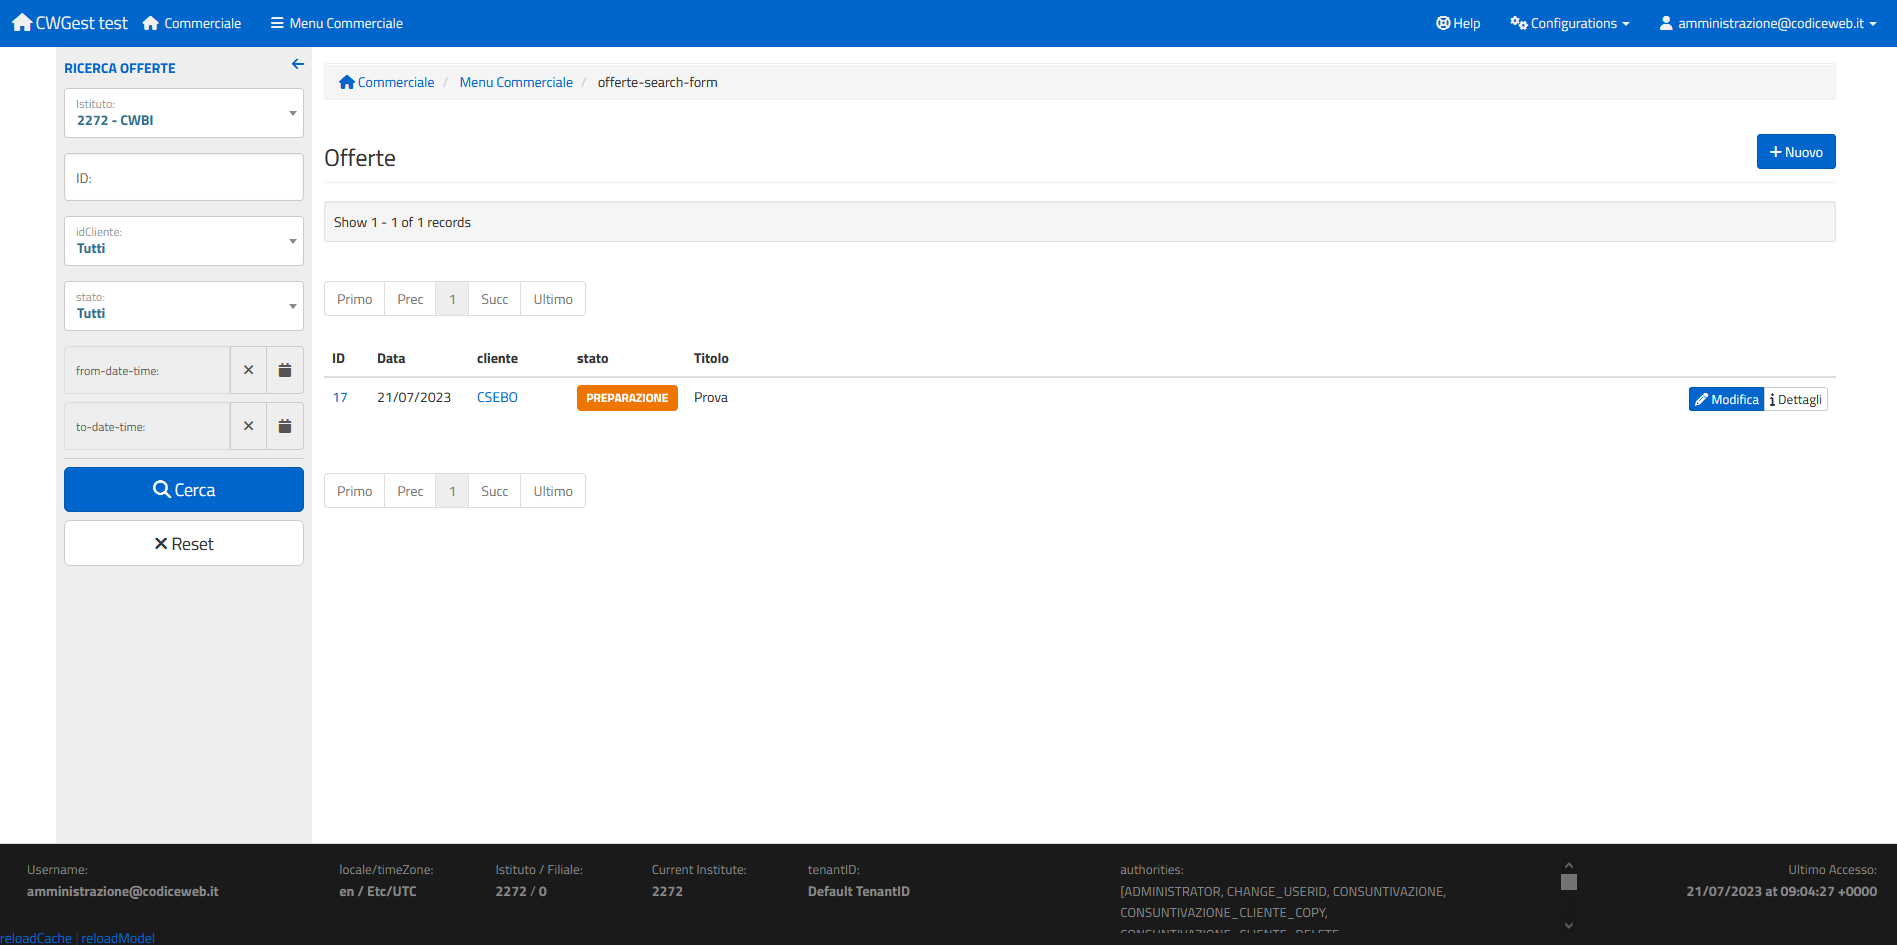 CWGest test Commerciale Menu Commerciale Help Configurations amministrazione@codiceweb.it
RICERCA OFFERTE
Istituto:
2272 - CWBI
ID:
idCliente:
Tutti
stato:
Tutti
from-date-time:
to-date-time:
Cerca
Reset
Commerciale / Menu Commerciale / offerte-search-form
Offerte
Nuovo
Show 1 - 1 of 1 records
Primo Prec 1 Succ Ultimo
ID Data cliente stato Titolo
17 21/07/2023 CSEBO PREPARAZIONE Prova Modifica Dettagli
Primo Prec 1 Succ Ultimo
Username: locale/timeZone: Istituto / Filiale: Current Institute: tenantID: authorities: Ultimo Accesso:
amministrazione@codiceweb.it en / Etc/UTC 2272 / 0 2272 Default TenantID [ADMINISTRATOR, CHANGE_USERID, CONSUNTIVAZIONE, 21/07/2023 at 09:04:27 +0000
CONSUNTIVAZIONE_CLIENTE_COPY,
CONSUNTIVAZIONE_CLIENTE_DELETE
reloadCache | reloadModel